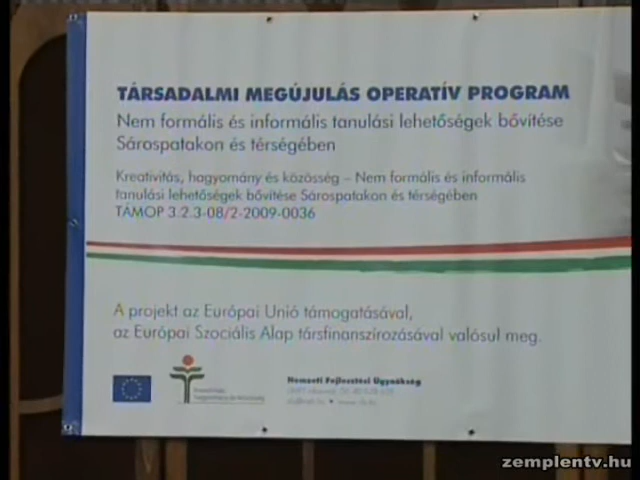 TÁRSADALMI MEGÚJULÁS OPERATÍV PROGRAM
Nem formális és informális tanulási lehetőségek bővítése
Sárospatakon és térségében
Kreativitás, hagyomány és közösség – Nem formális és informális
tanulási lehetőségek bővítése Sárospatakon és térségében
TÁMOP 3.2.3-08/2-2009-0036
A projekt az Európai Unió támogatásával,
az Európai Szociális Alap társfinanszírozásával valósul meg.
Nemzeti Fejlesztési Ügynökség
zemplentv.hu